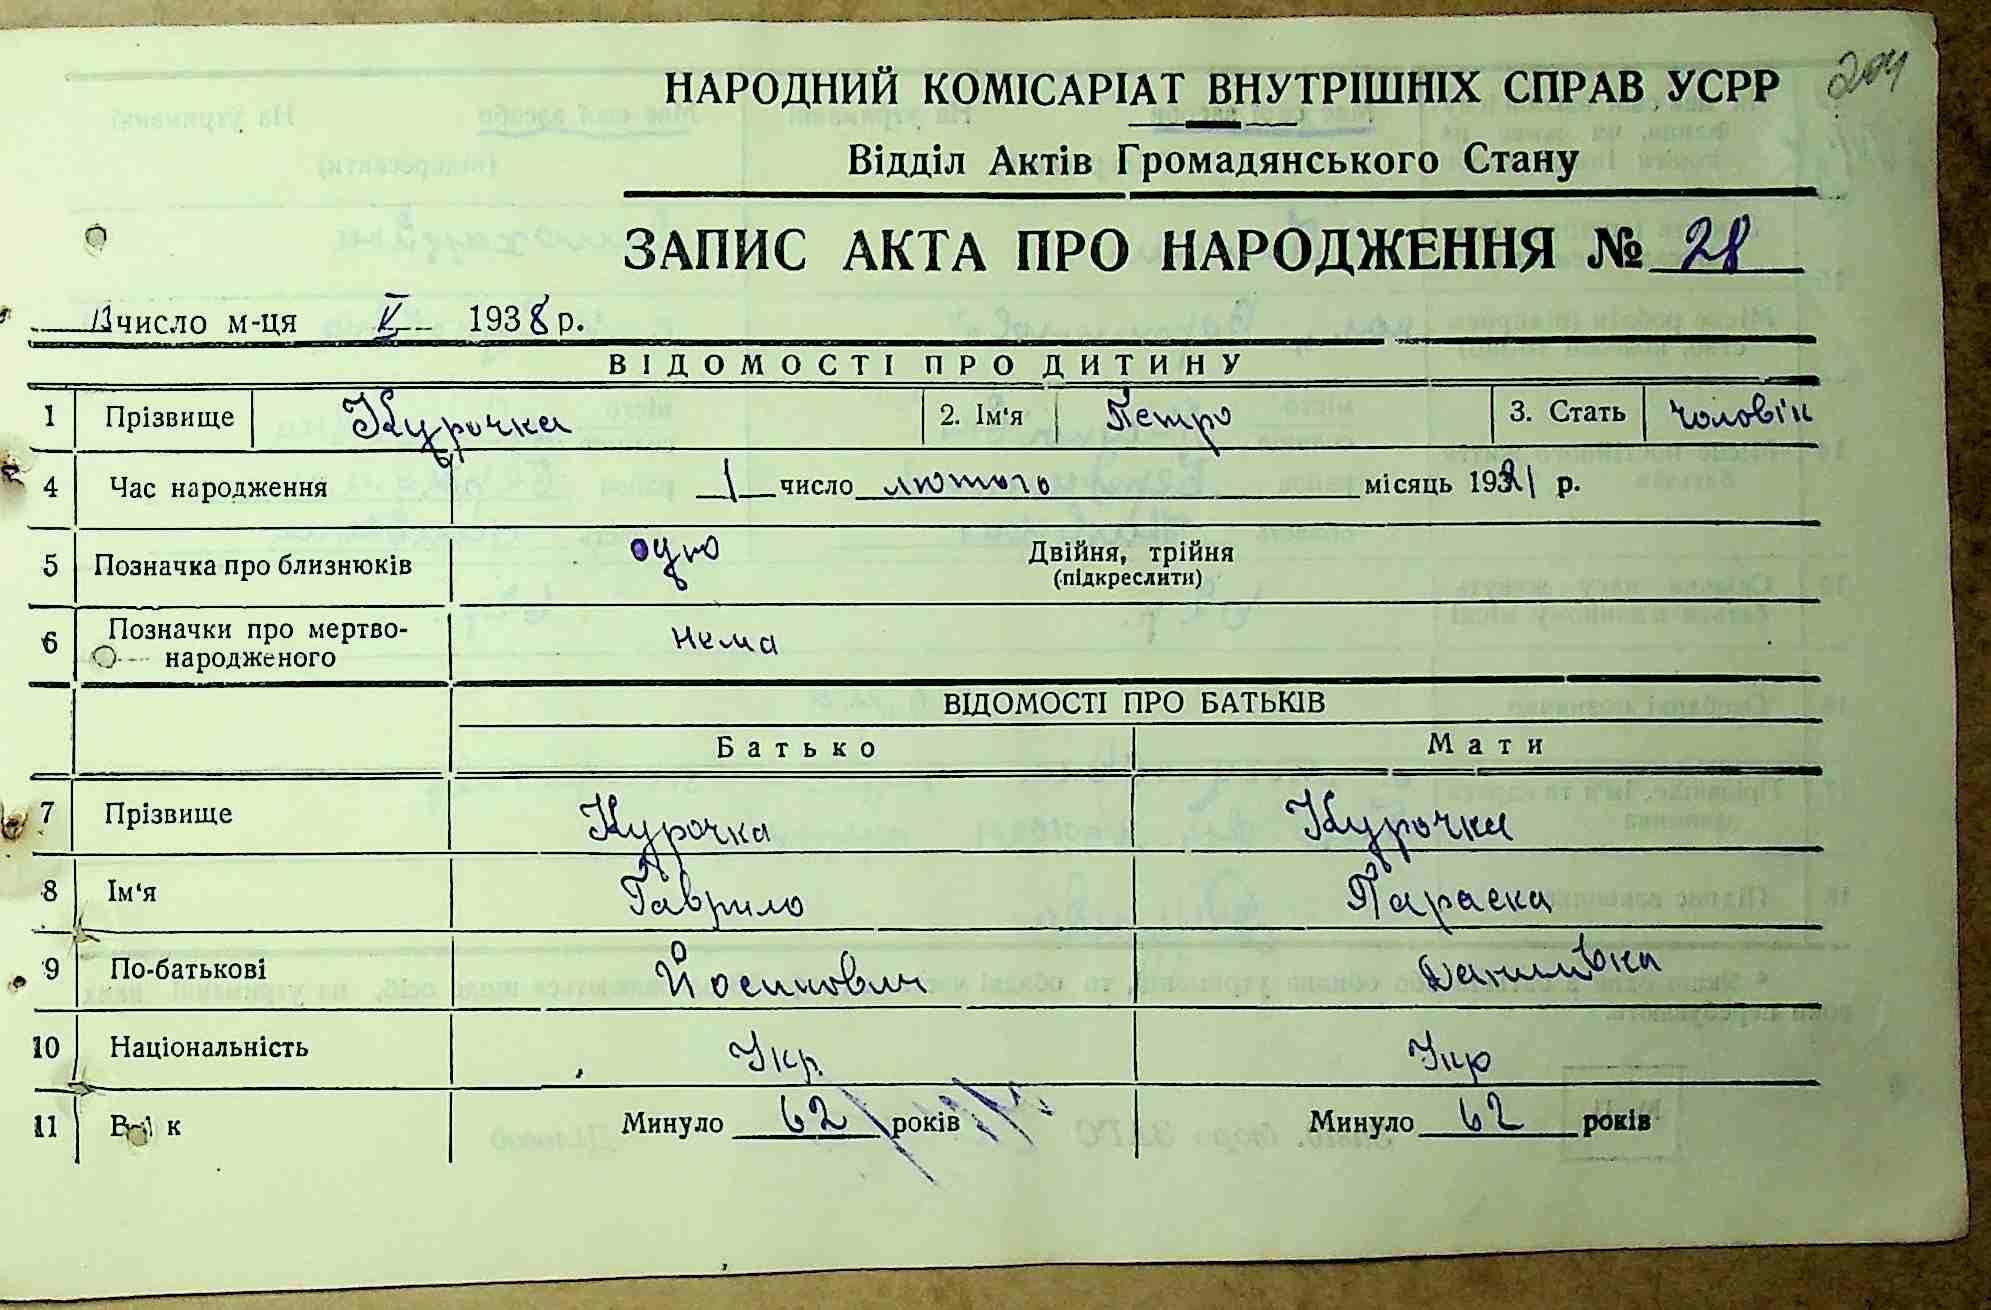 204
НАРОДНИЙ КОМІСАРІАТ ВНУТРІШНІХ СПРАВ УСРР
Відділ Актів Громадянського Стану
ЗАПИС АКТА ПРО НАРОДЖЕННЯ № 28
13 число м-ця II 1938 р.
ВІДОМОСТІ ПРО ДИТИНУ
1 Прізвище Курочка 2. Ім'я Петро 3. Стать чоловік
4 Час народження 1 число лютого місяць 1921 р.
5 Позначка про близнюків одно Двійня, трійня
(підкреслити)
6 Позначки про мертво-
народженого нема
ВІДОМОСТІ ПРО БАТЬКІВ
Батько Мати
7 Прізвище Курочка Курочка
8 Ім'я Гаврило Параска
9 По-батькові Йосипович Данилівна
10 Національність Укр. Укр
11 Вік Минуло 62 років Минуло 62 років